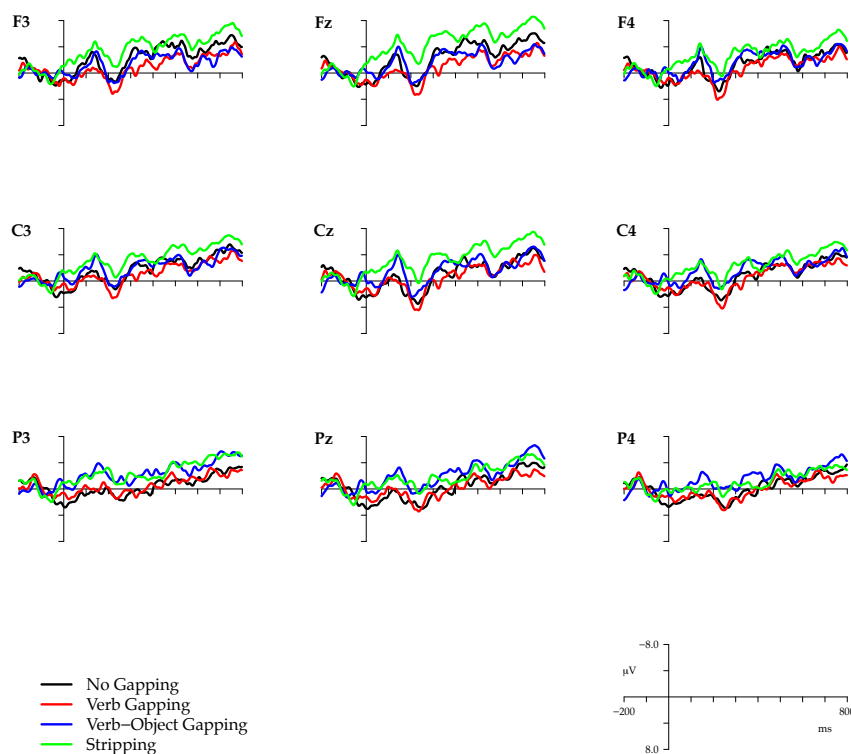 F3 Fz F4
C3 Cz C4
P3 Pz P4
−8.0
μV
−200 800
ms
8.0
No Gapping
Verb Gapping
Verb−Object Gapping
Stripping